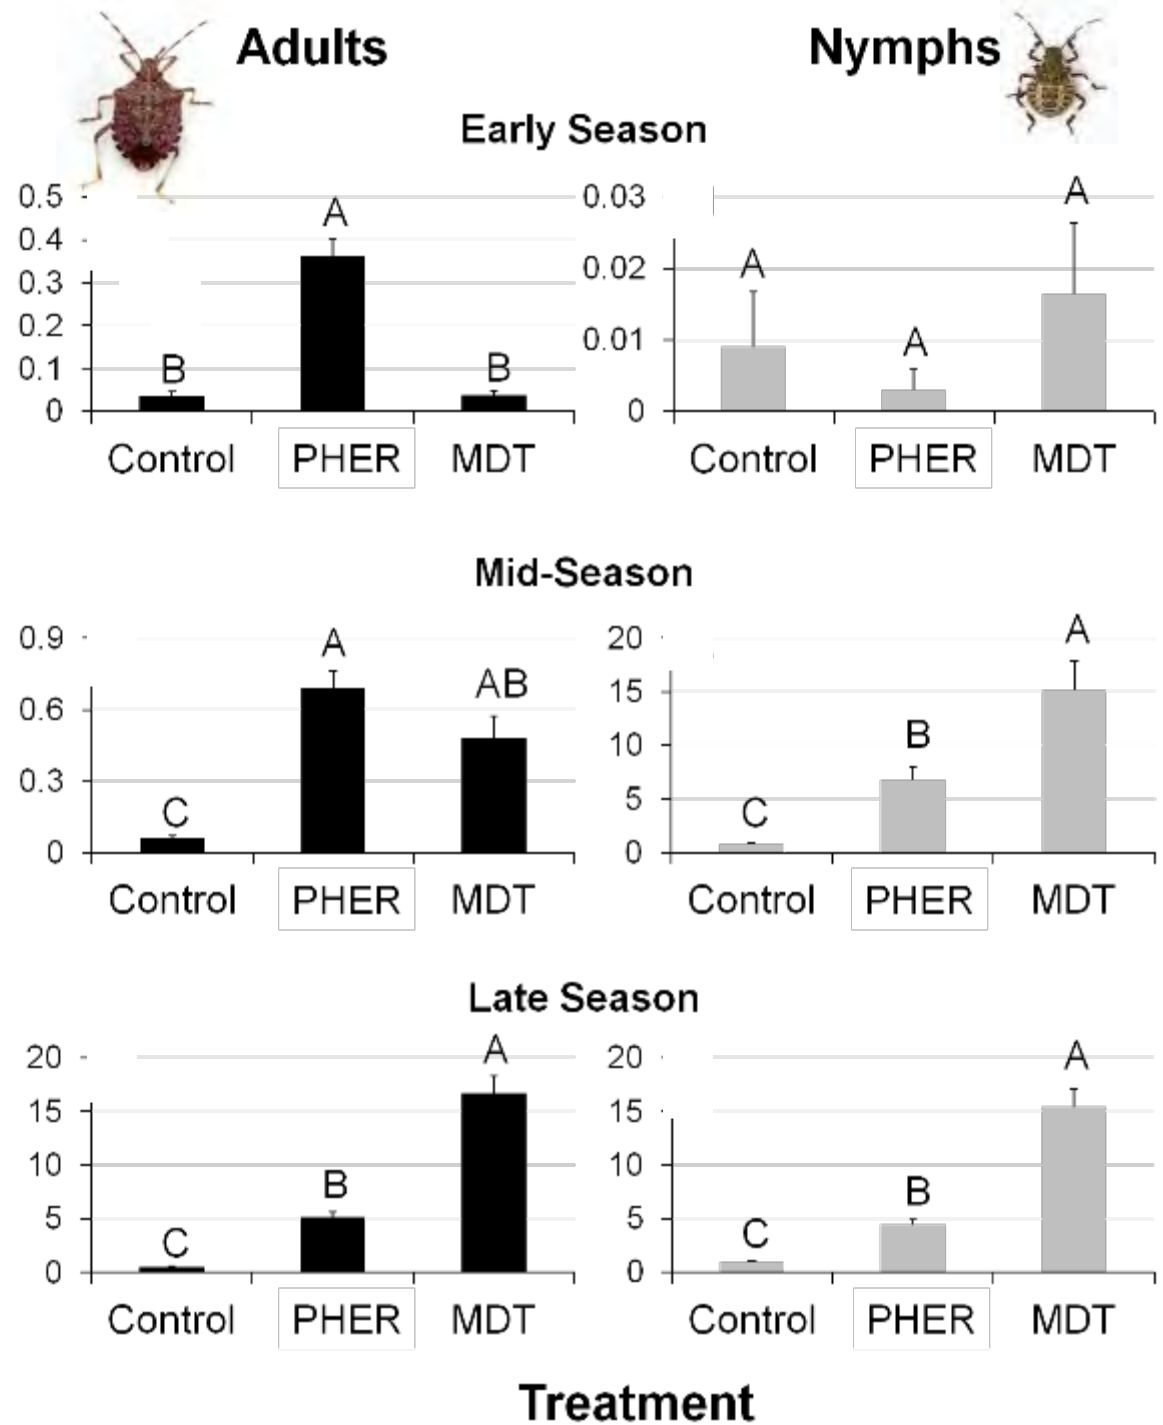 Adults Nymphs
Early Season
0.5 0.03
A A
0.4
A
0.3 0.02
0.2
A
0.1 B B 0.01
0 0
Control PHER MDT Control PHER MDT
Mid-Season
0.9 A 20 A
AB
0.6 15
B
10
0.3
C C
5
0 0
Control PHER MDT Control PHER MDT
Late Season
20 A 20 A
15 15
B B
10 10
C C
5 5
0 0
Control PHER MDT Control PHER MDT
Treatment